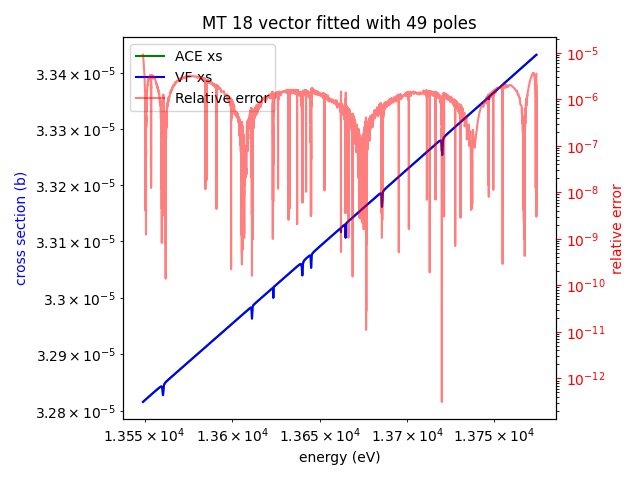 MT 18 vector fitted with 49 poles
ACE xs
VF xs
Relative error
3.34 × 10⁻⁵
3.33 × 10⁻⁵
3.32 × 10⁻⁵
3.31 × 10⁻⁵
3.3 × 10⁻⁵
3.29 × 10⁻⁵
3.28 × 10⁻⁵
cross section (b)
10⁻⁵
10⁻⁶
10⁻⁷
10⁻⁸
10⁻⁹
10⁻¹⁰
10⁻¹¹
10⁻¹²
relative error
1.355 × 10⁴ 1.36 × 10⁴ 1.365 × 10⁴ 1.37 × 10⁴ 1.375 × 10⁴
energy (eV)